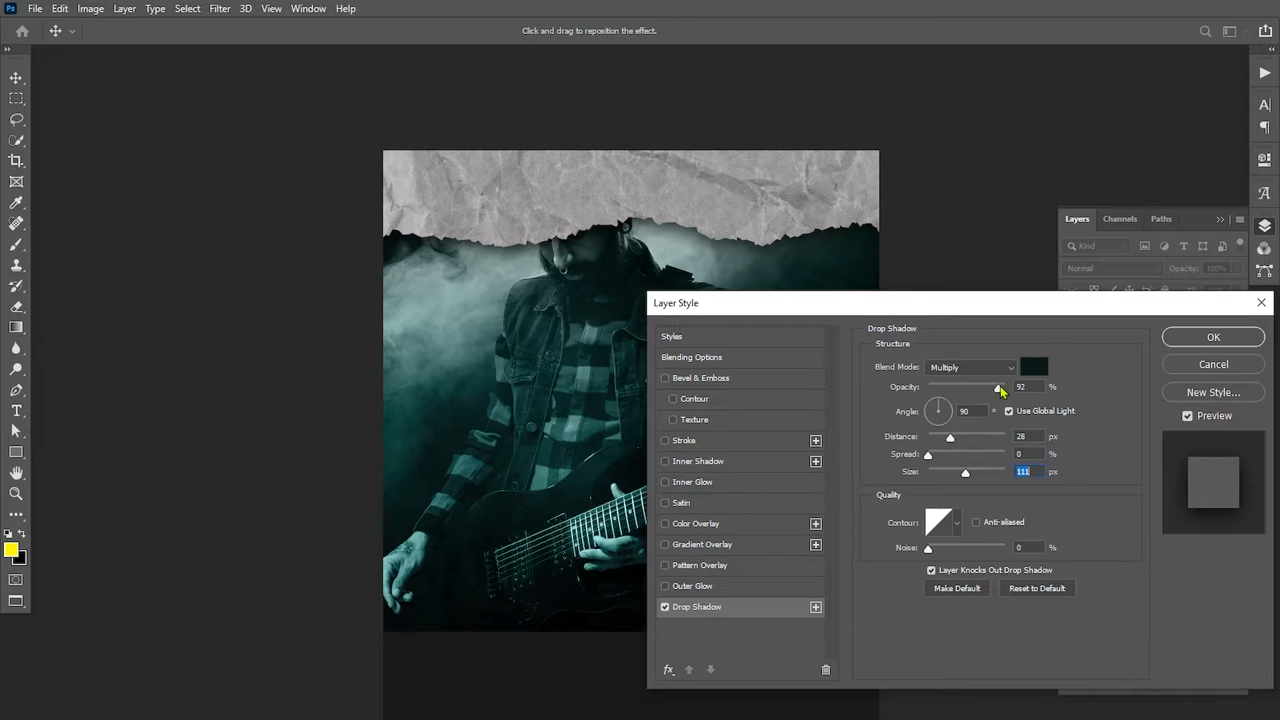 Ps File Edit Image Layer Type Select Filter 3D View Window Help
Click and drag to reposition the effect.
Layers Channels Paths
Kind
Normal Opacity: 100%
Layer Style
Styles
Blending Options
Bevel & Emboss
Contour
Texture
Stroke
Inner Shadow
Inner Glow
Satin
Color Overlay
Gradient Overlay
Pattern Overlay
Outer Glow
Drop Shadow
fx
Drop Shadow
Structure
Blend Mode: Multiply
Opacity: 92 %
Angle: 90 ° Use Global Light
Distance: 28 px
Spread: 0 %
Size: 111 px
Quality
Contour: Anti-aliased
Noise: 0 %
Layer Knocks Out Drop Shadow
Make Default Reset to Default
OK
Cancel
New Style...
Preview